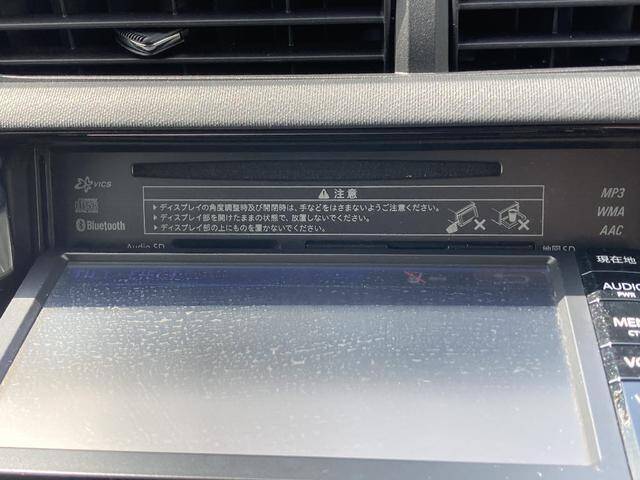 VICS
⚠ 注意
▶ディスプレイの角度調整時及び開閉時は、手などをはさまないようご注意ください。
▶ディスプレイ部を開けたままの状態で、放置しないでください。
▶ディスプレイ部の上にものを置かないでください。
Bluetooth
MP3
WMA
AAC
Audio SD
地図SD
現在地
AUDIO
PWR